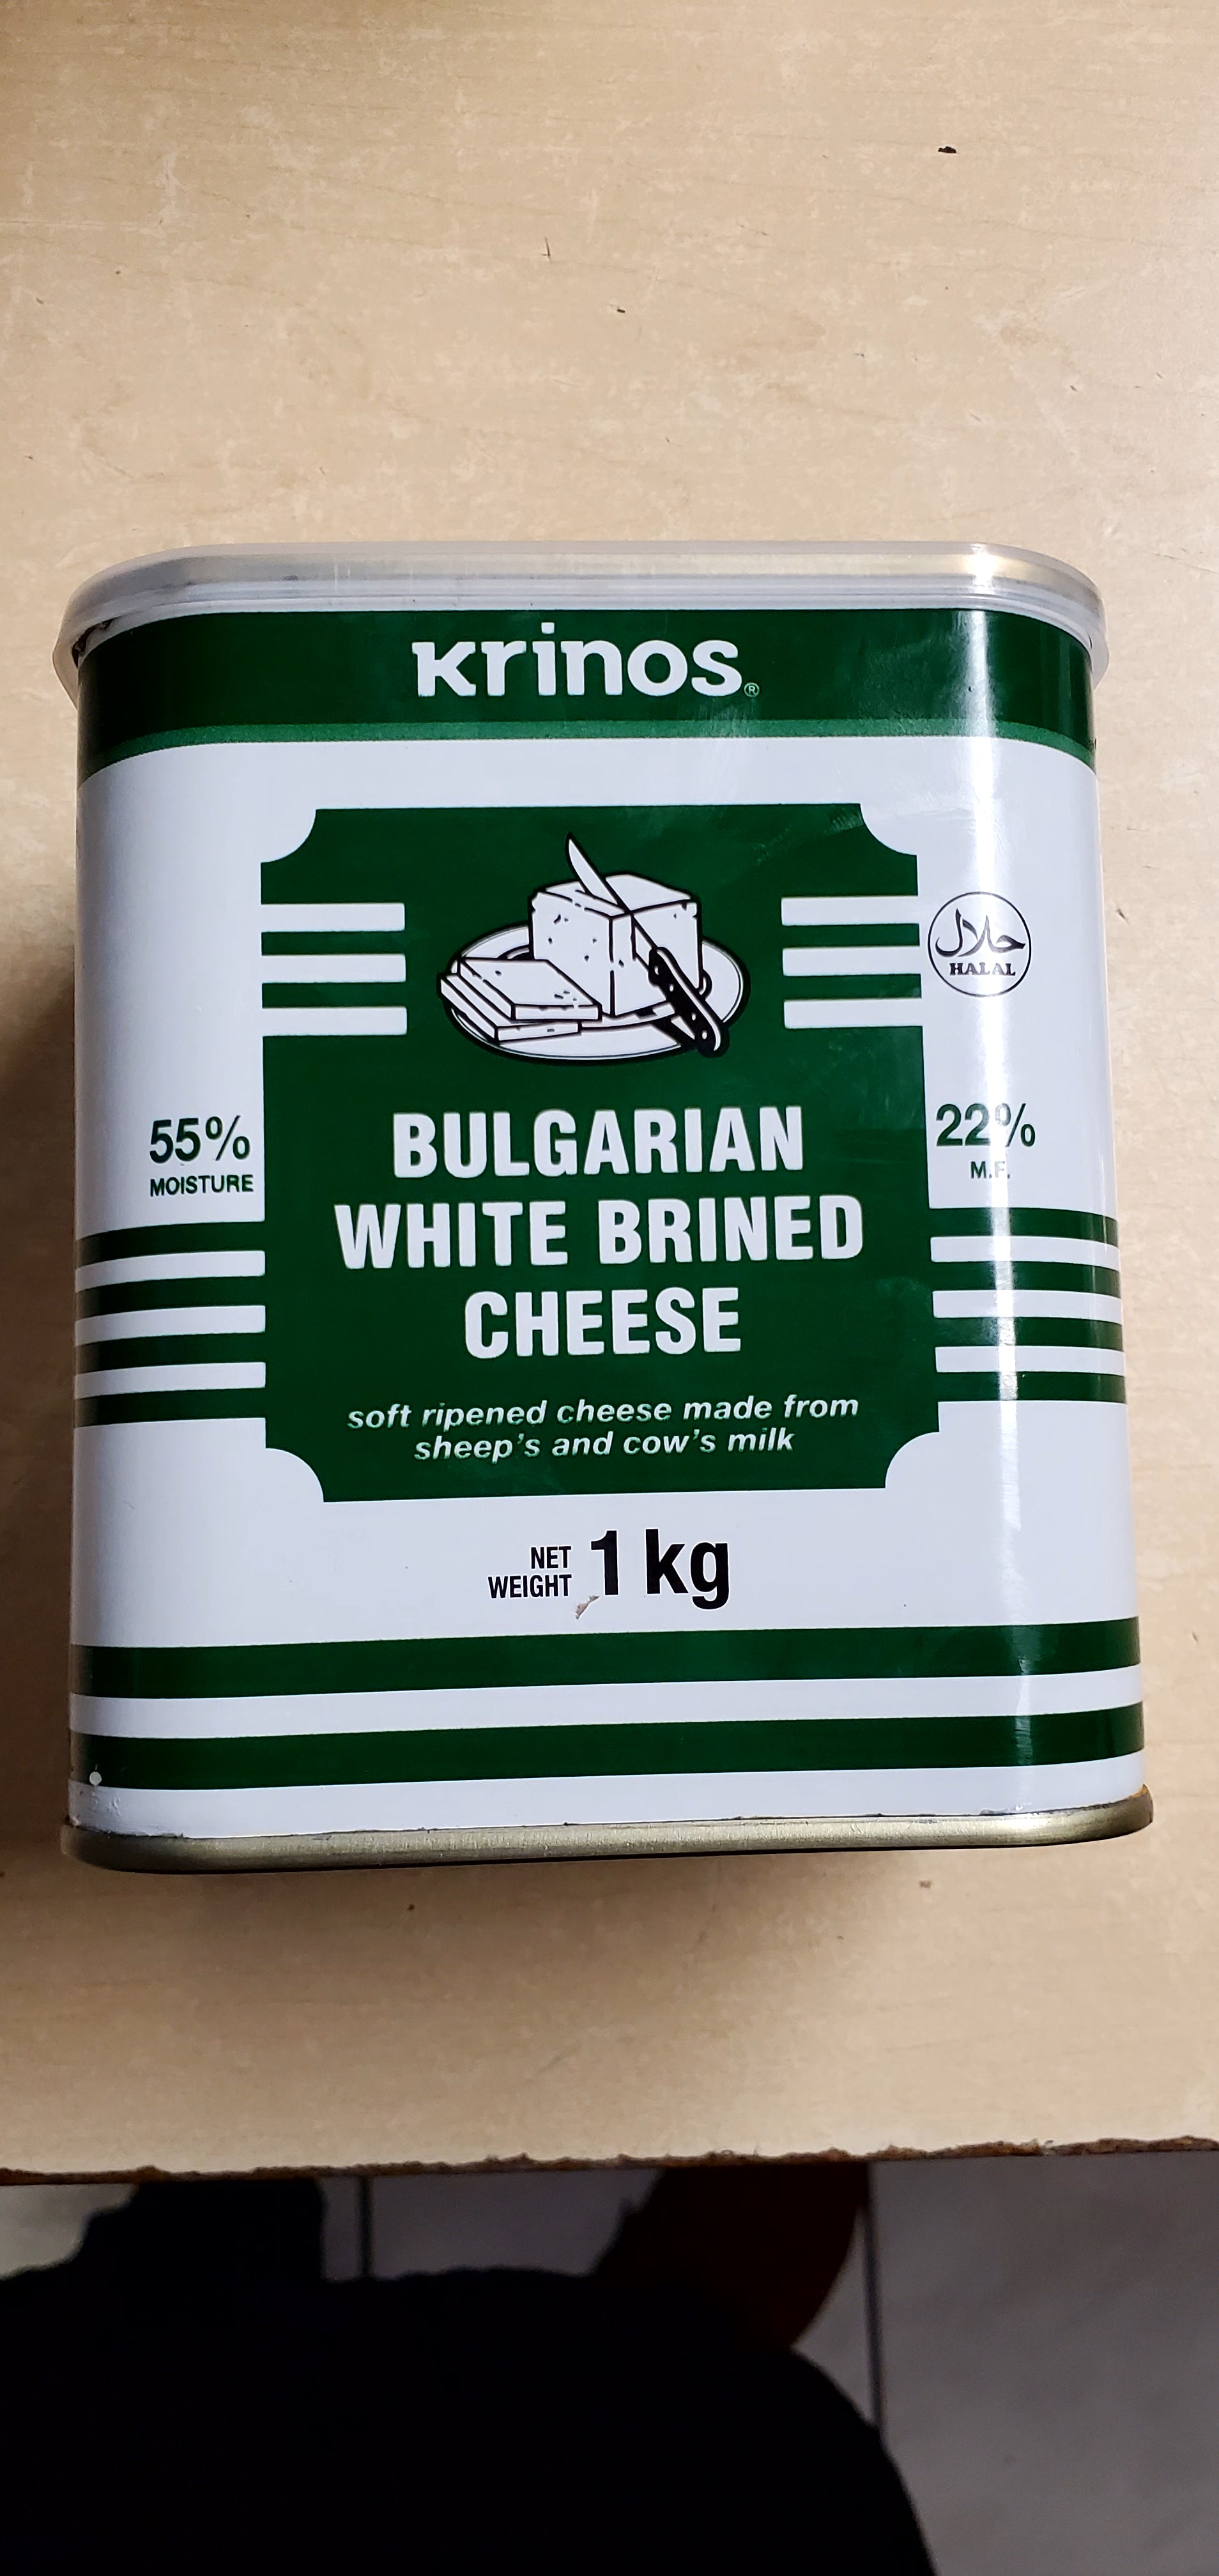 Krinos®
حلال
HALAL
55%
MOISTURE
22%
M.F.
BULGARIAN
WHITE BRINED
CHEESE
soft ripened cheese made from
sheep's and cow's milk
NET
WEIGHT
1 kg